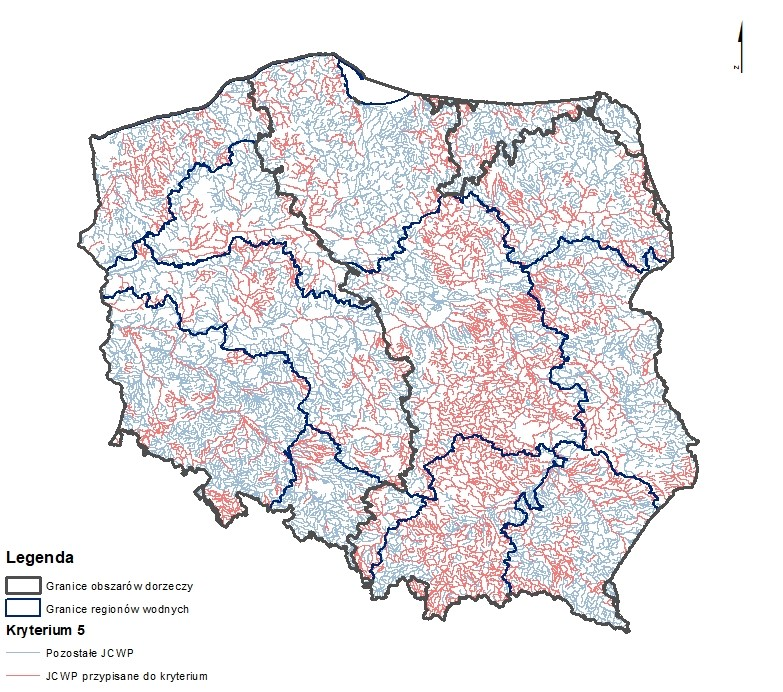 z
Legenda
Granice obszarów dorzeczy
Granice regionów wodnych
Kryterium 5
Pozostałe JCWP
JCWP przypisane do kryterium